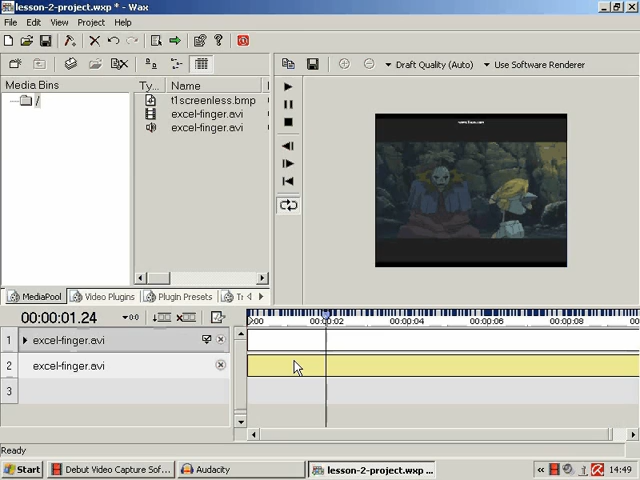 lesson-2-project.wxp * - Wax
File Edit View Project Help
Draft Quality (Auto) Use Software Renderer
Media Bins
Ty... Name
/
t1screenless.bmp
excel-finger.avi
excel-finger.avi
MediaPool Video Plugins Plugin Presets Tr
00:00:01.24
:00 00:00:02 00:00:04 00:00:06 00:00:08 00
1 excel-finger.avi
2 excel-finger.avi
3
Ready
Start Debut Video Capture Sof... Audacity lesson-2-project.wxp ... 14:49